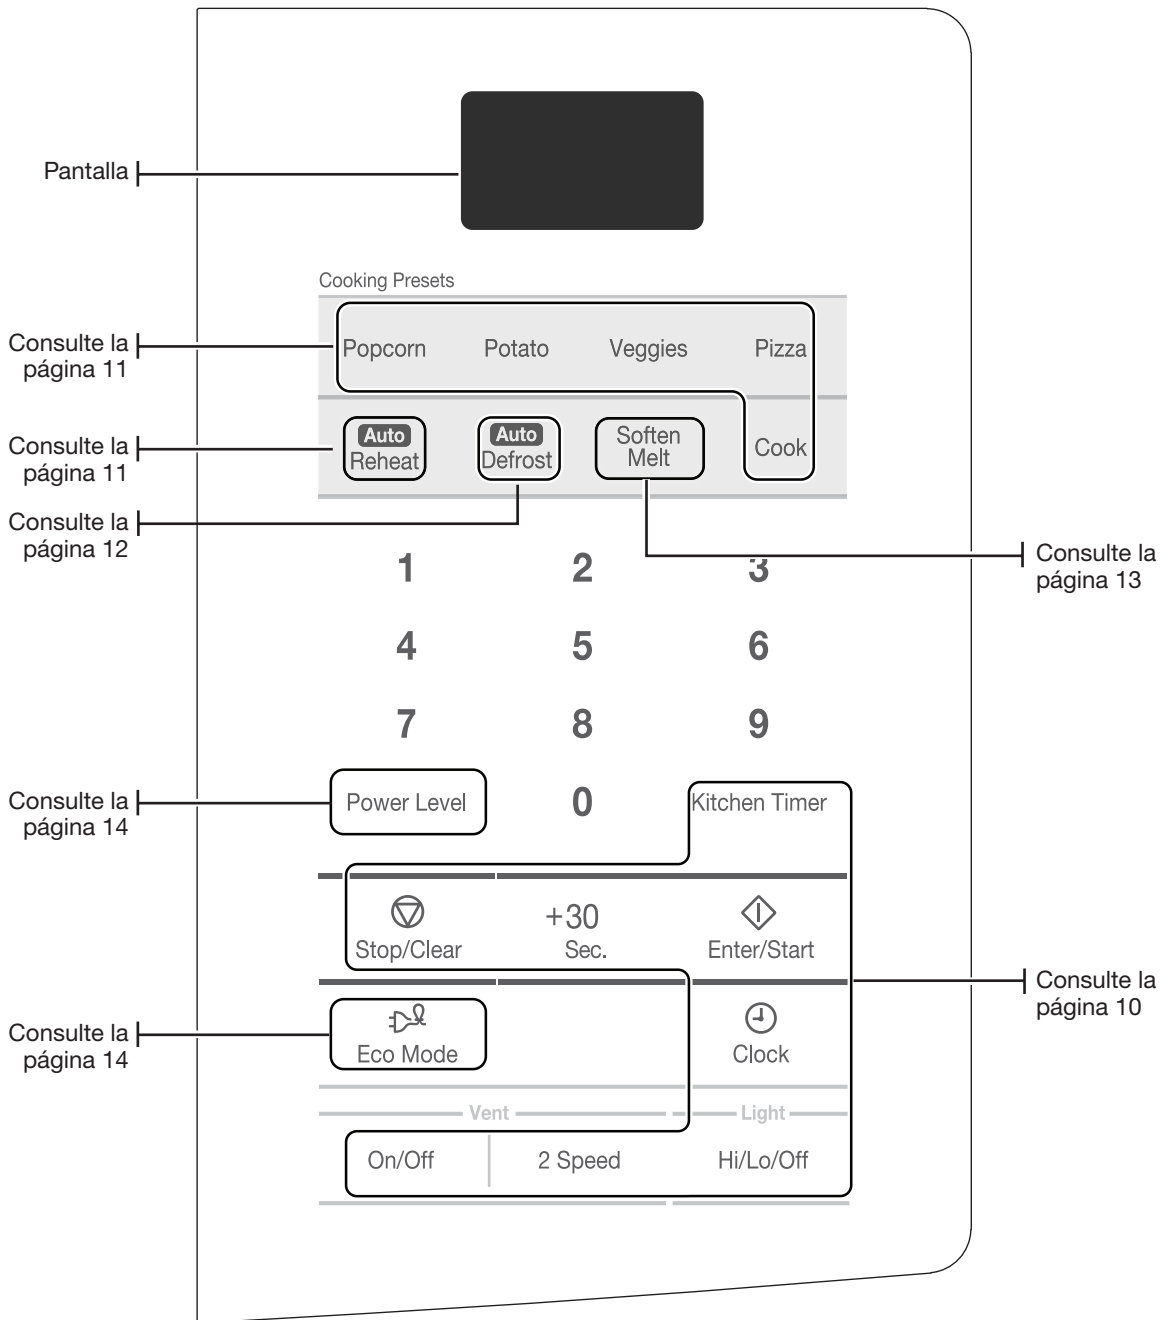 Pantalla
Cooking Presets
Consulte la
página 11
Popcorn Potato Veggies Pizza
Consulte la
página 11
Auto
Reheat
Auto
Defrost
Soften
Melt
Cook
Consulte la
página 12
Consulte la
página 13
1 2 3
4 5 6
7 8 9
Consulte la
página 14
Power Level 0 Kitchen Timer
Stop/Clear
+30
Sec.
Enter/Start
Consulte la
página 10
Consulte la
página 14
Eco Mode Clock
Vent Light
On/Off 2 Speed Hi/Lo/Off